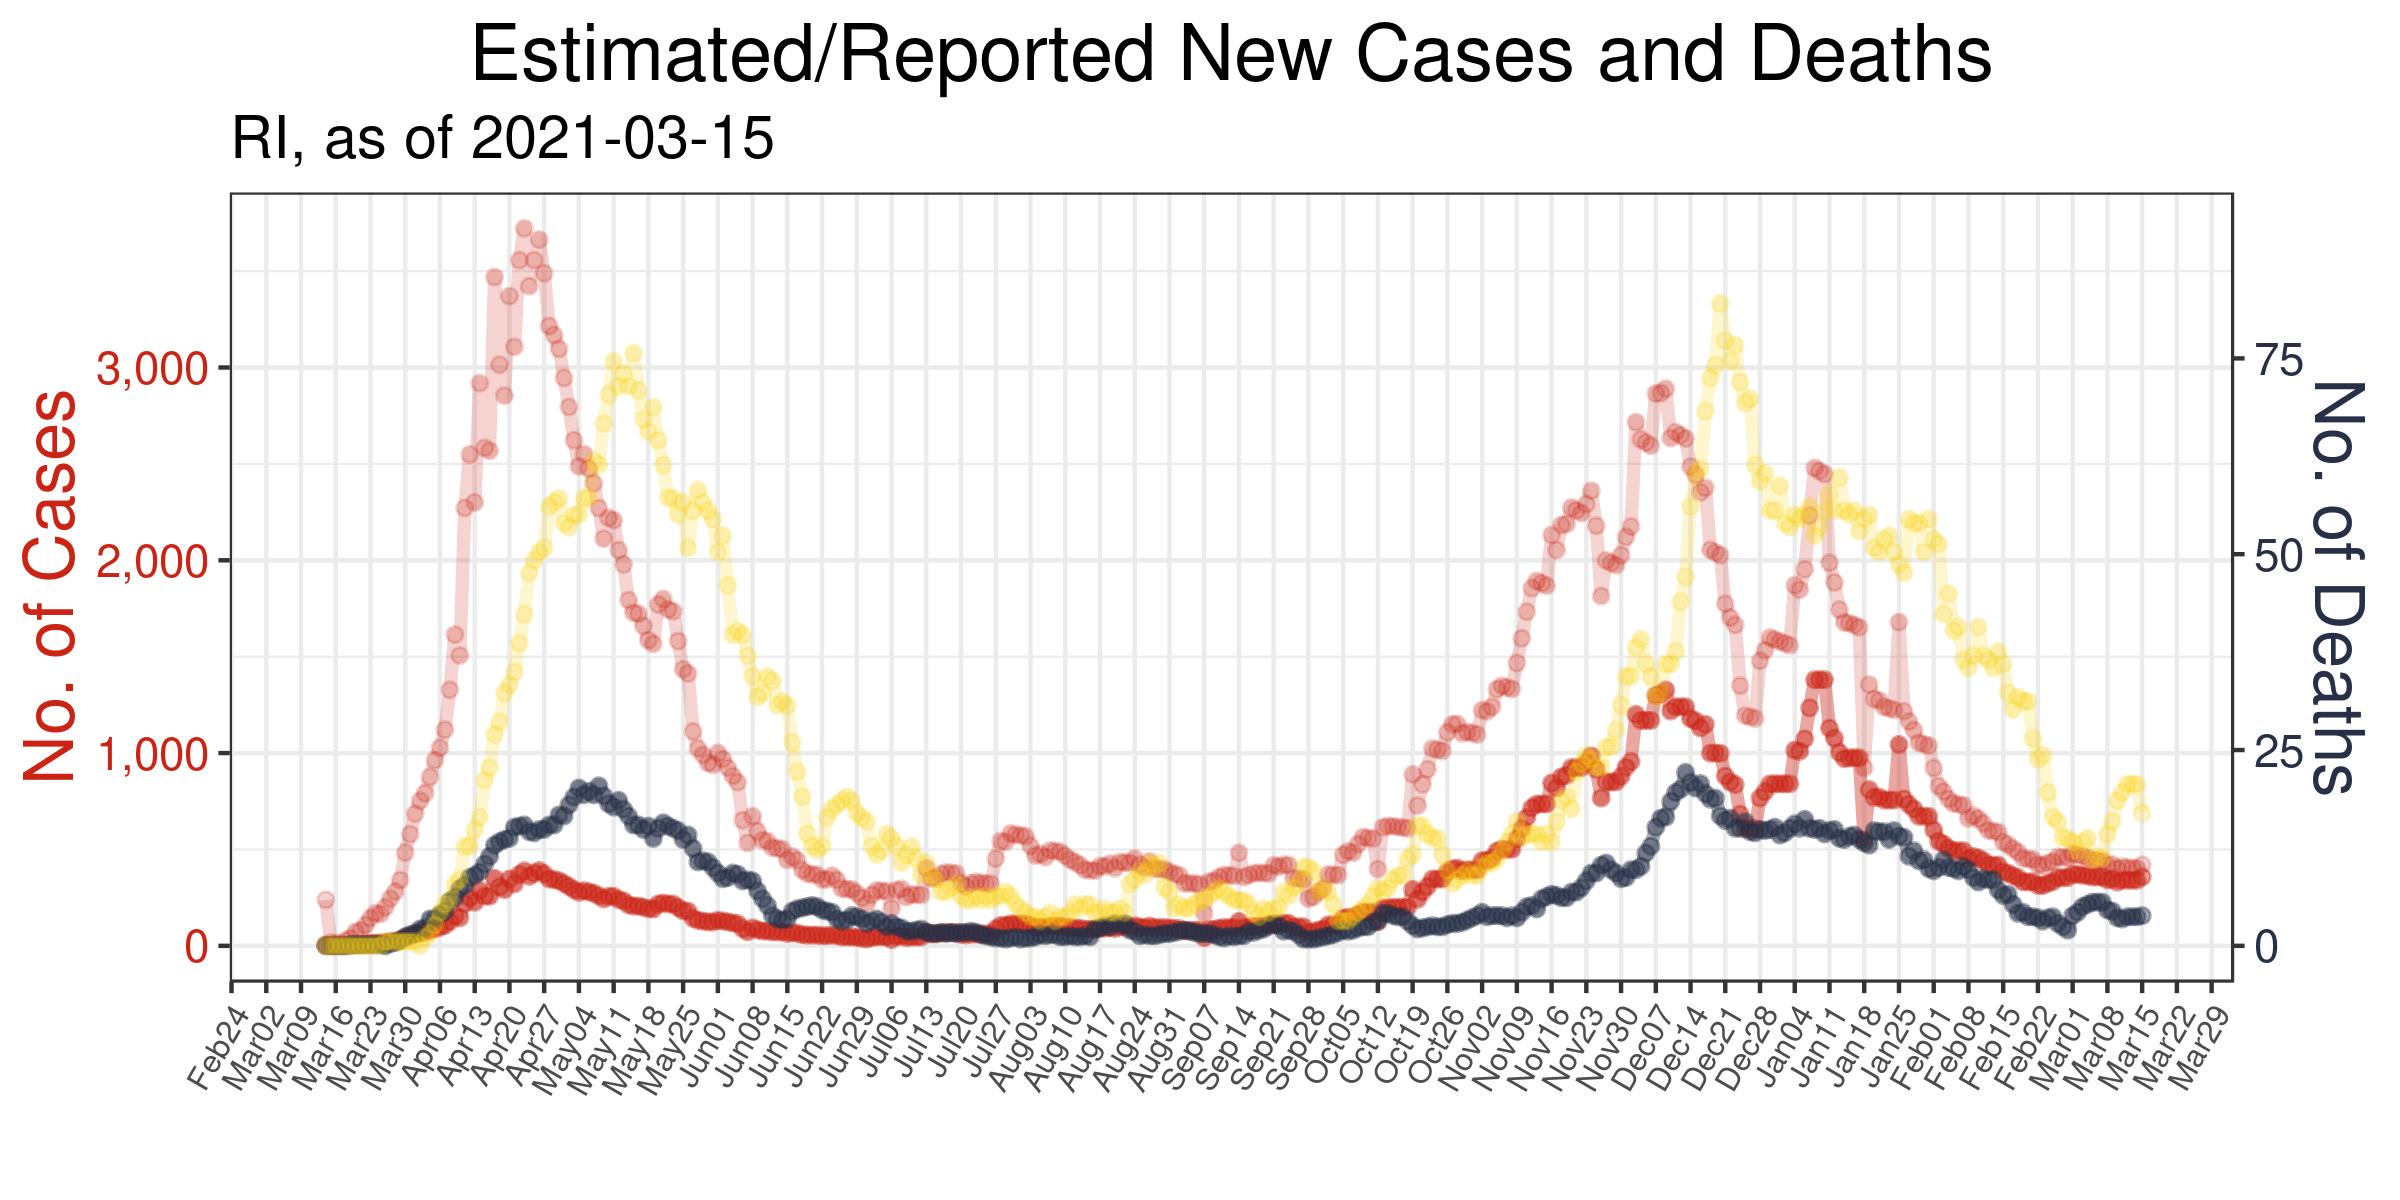 Estimated/Reported New Cases and Deaths
RI, as of 2021-03-15
No. of Cases
3,000
2,000
1,000
0
75
50
25
0
No. of Deaths
Feb24
Mar02
Mar09
Mar16
Mar23
Mar30
Apr06
Apr13
Apr20
Apr27
May04
May11
May18
May25
Jun01
Jun08
Jun15
Jun22
Jun29
Jul06
Jul13
Jul20
Jul27
Aug03
Aug10
Aug17
Aug24
Aug31
Sep07
Sep14
Sep21
Sep28
Oct05
Oct12
Oct19
Oct26
Nov02
Nov09
Nov16
Nov23
Nov30
Dec07
Dec14
Dec21
Dec28
Jan04
Jan11
Jan18
Jan25
Feb01
Feb08
Feb15
Feb22
Mar01
Mar08
Mar15
Mar22
Mar29